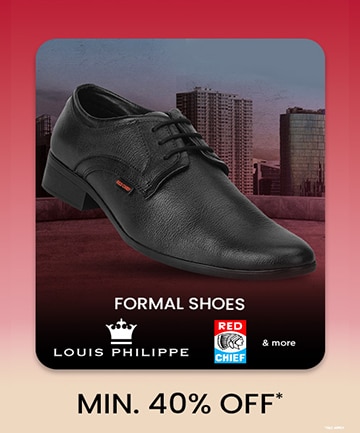 FORMAL SHOES
LOUIS PHILIPPE
RED
CHIEF
& more
MIN. 40% OFF*